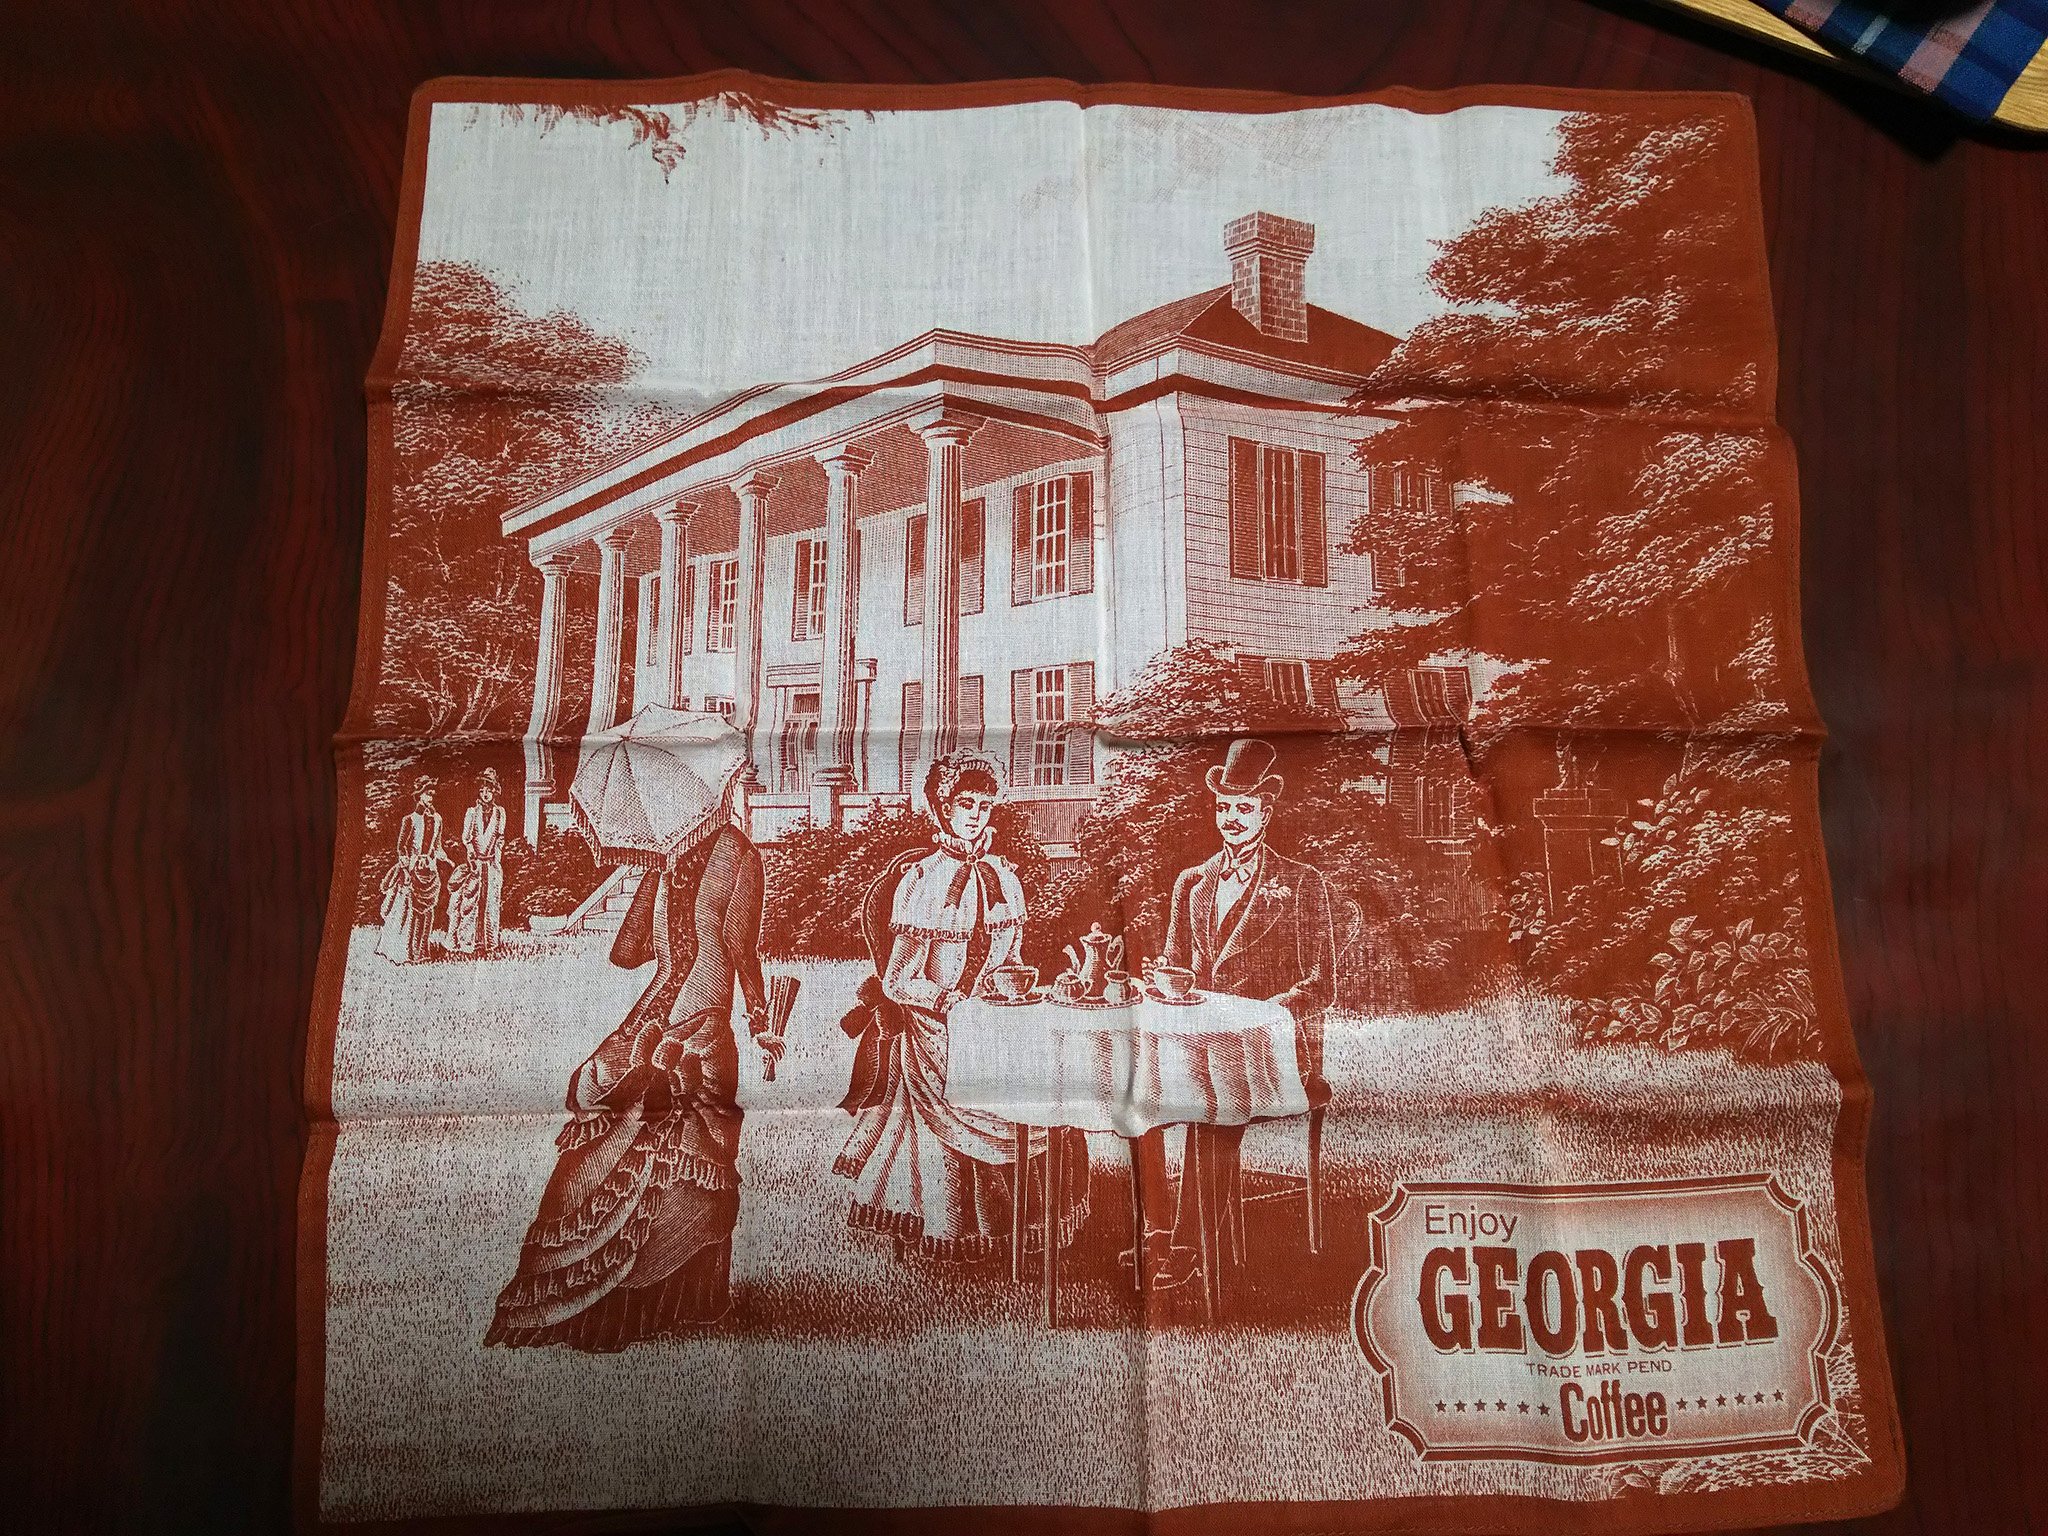 Enjoy
GEORGIA
TRADE MARK PEND.
Coffee